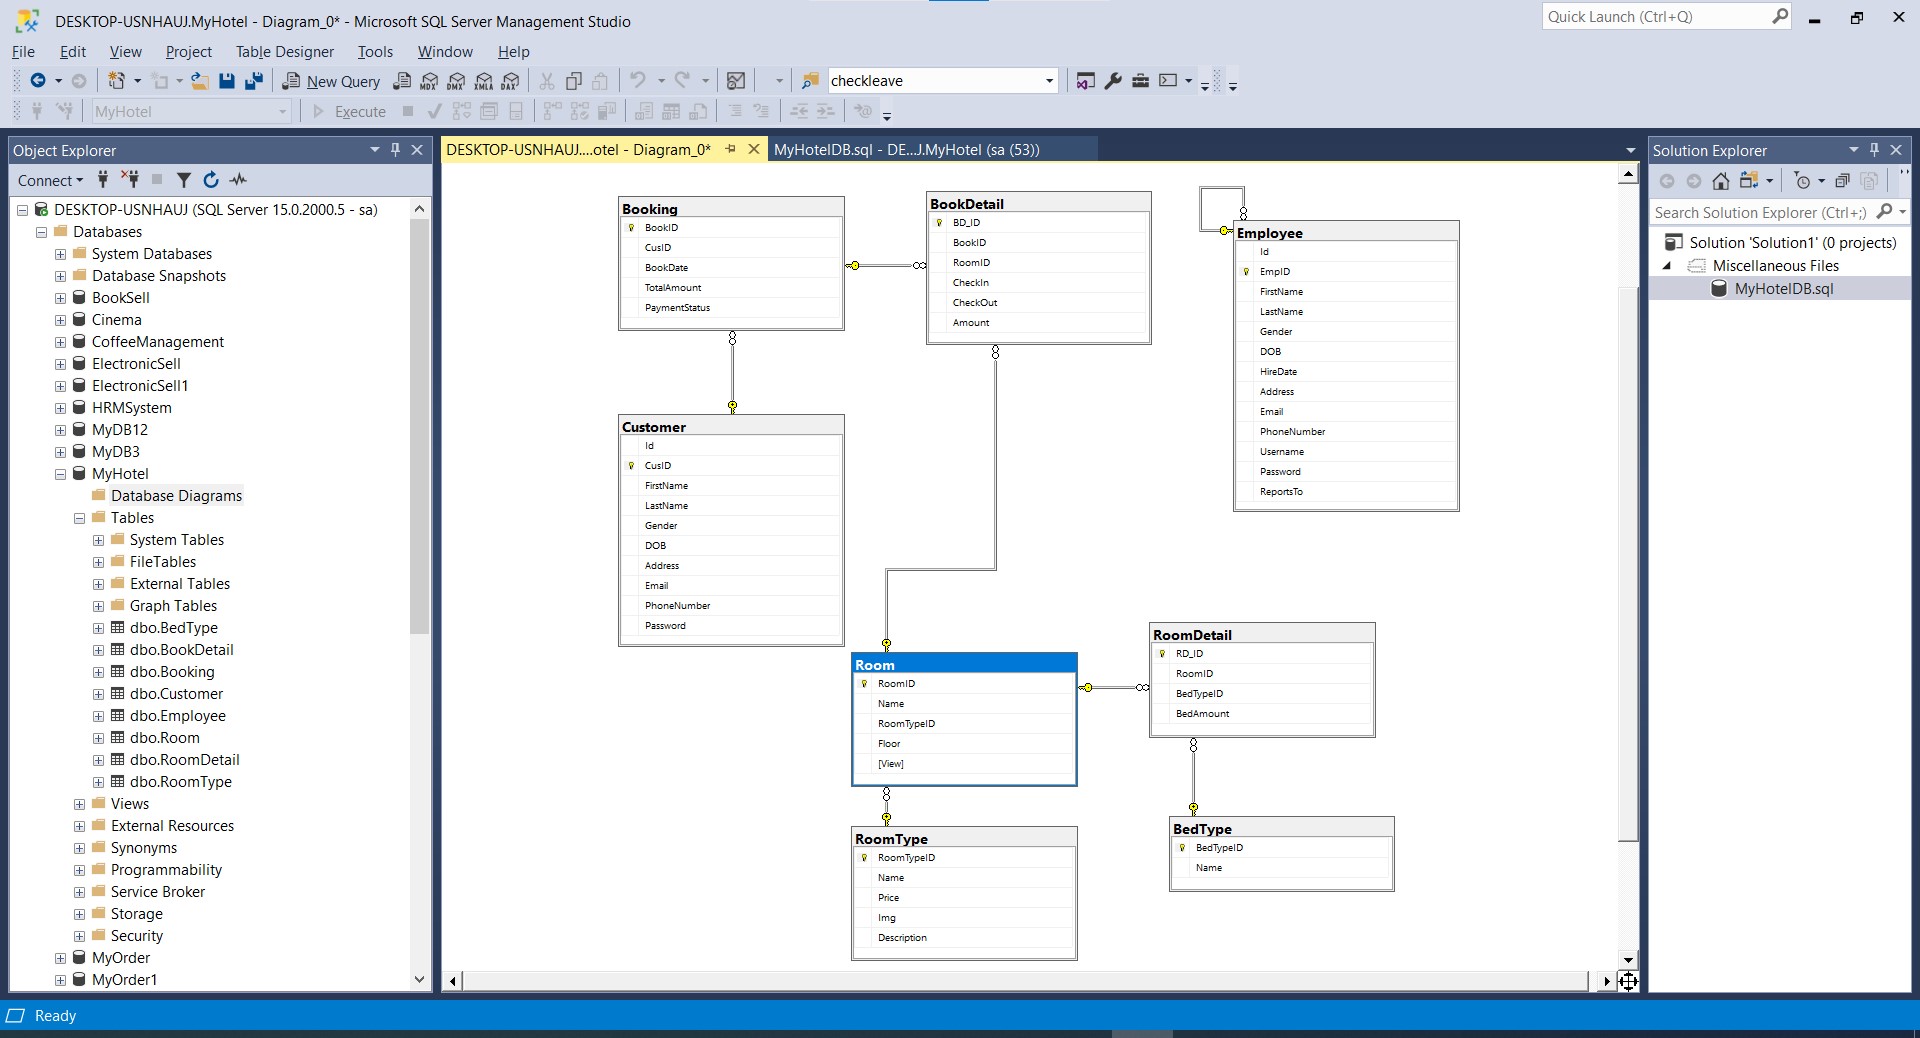 DESKTOP-USNHAUJ.MyHotel - Diagram_0* - Microsoft SQL Server Management Studio
Quick Launch (Ctrl+Q)
File Edit View Project Table Designer Tools Window Help
New Query MDX DMX XMLA DAX checkleave
MyHotel Execute
Object Explorer
Connect
DESKTOP-USNHAUJ (SQL Server 15.0.2000.5 - sa)
Databases
System Databases
Database Snapshots
BookSell
Cinema
CoffeeManagement
ElectronicSell
ElectronicSell1
HRMSystem
MyDB12
MyDB3
MyHotel
Database Diagrams
Tables
System Tables
FileTables
External Tables
Graph Tables
dbo.BedType
dbo.BookDetail
dbo.Booking
dbo.Customer
dbo.Employee
dbo.Room
dbo.RoomDetail
dbo.RoomType
Views
External Resources
Synonyms
Programmability
Service Broker
Storage
Security
MyOrder
MyOrder1
DESKTOP-USNHAUJ....otel - Diagram_0*
MyHotelDB.sql - DE...J.MyHotel (sa (53))
Booking
BookID
CusID
BookDate
TotalAmount
PaymentStatus
BookDetail
BD_ID
BookID
RoomID
CheckIn
CheckOut
Amount
Employee
Id
EmpID
FirstName
LastName
Gender
DOB
HireDate
Address
Email
PhoneNumber
Username
Password
ReportsTo
Customer
Id
CusID
FirstName
LastName
Gender
DOB
Address
Email
PhoneNumber
Password
Room
RoomID
Name
RoomTypeID
Floor
[View]
RoomDetail
RD_ID
RoomID
BedTypeID
BedAmount
RoomType
RoomTypeID
Name
Price
Img
Description
BedType
BedTypeID
Name
Solution Explorer
Search Solution Explorer (Ctrl+;)
Solution 'Solution1' (0 projects)
Miscellaneous Files
MyHotelDB.sql
Ready